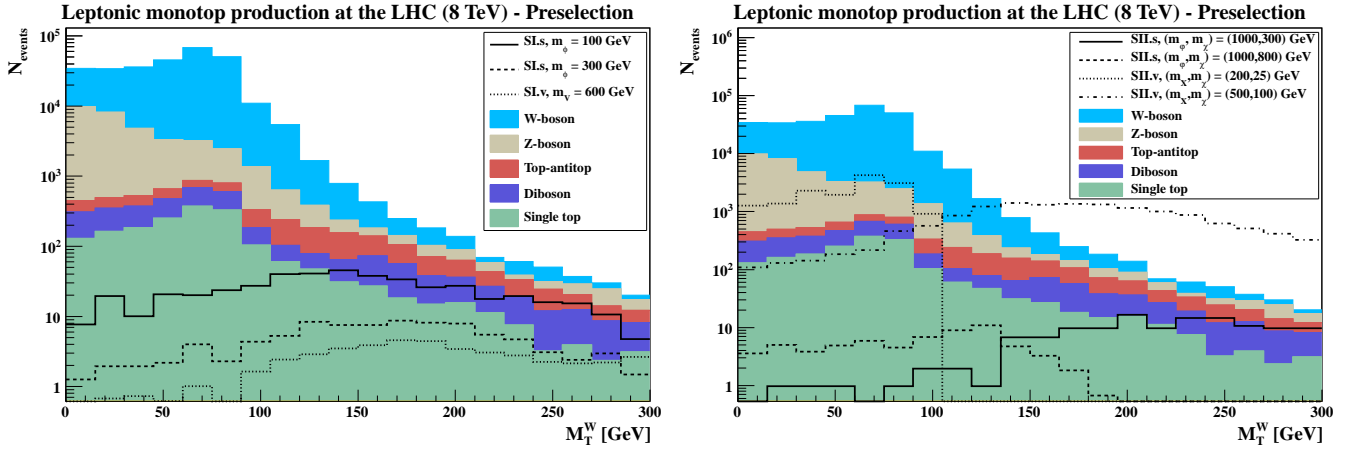 Leptonic monotop production at the LHC (8 TeV) - Preselection
N_events
10^5
10^4
10^3
10^2
10
1
SI.s, m_ϕ = 100 GeV
SI.s, m_ϕ = 300 GeV
SI.v, m_V = 600 GeV
W-boson
Z-boson
Top-antitop
Diboson
Single top
0 50 100 150 200 250 300
M_T^W [GeV]
Leptonic monotop production at the LHC (8 TeV) - Preselection
N_events
10^6
10^5
10^4
10^3
10^2
10
1
SII.s, (m_φ, m_χ) = (1000,300) GeV
SII.s, (m_φ, m_χ) = (1000,800) GeV
SII.v, (m_X, m_χ) = (200,25) GeV
SII.v, (m_X, m_χ) = (500,100) GeV
W-boson
Z-boson
Top-antitop
Diboson
Single top
0 50 100 150 200 250 300
M_T^W [GeV]